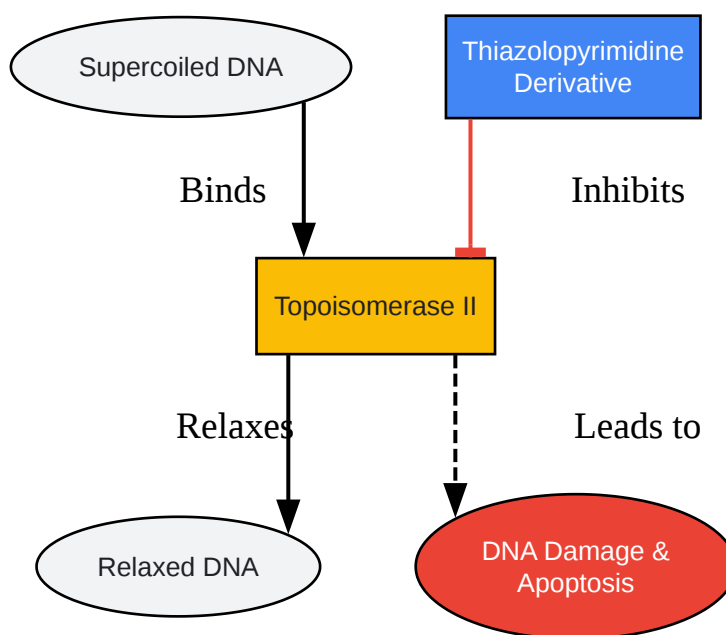 Supercoiled DNA
Thiazolopyrimidine
Derivative
Binds
Inhibits
Topoisomerase II
Relaxes
Leads to
Relaxed DNA
DNA Damage &
Apoptosis